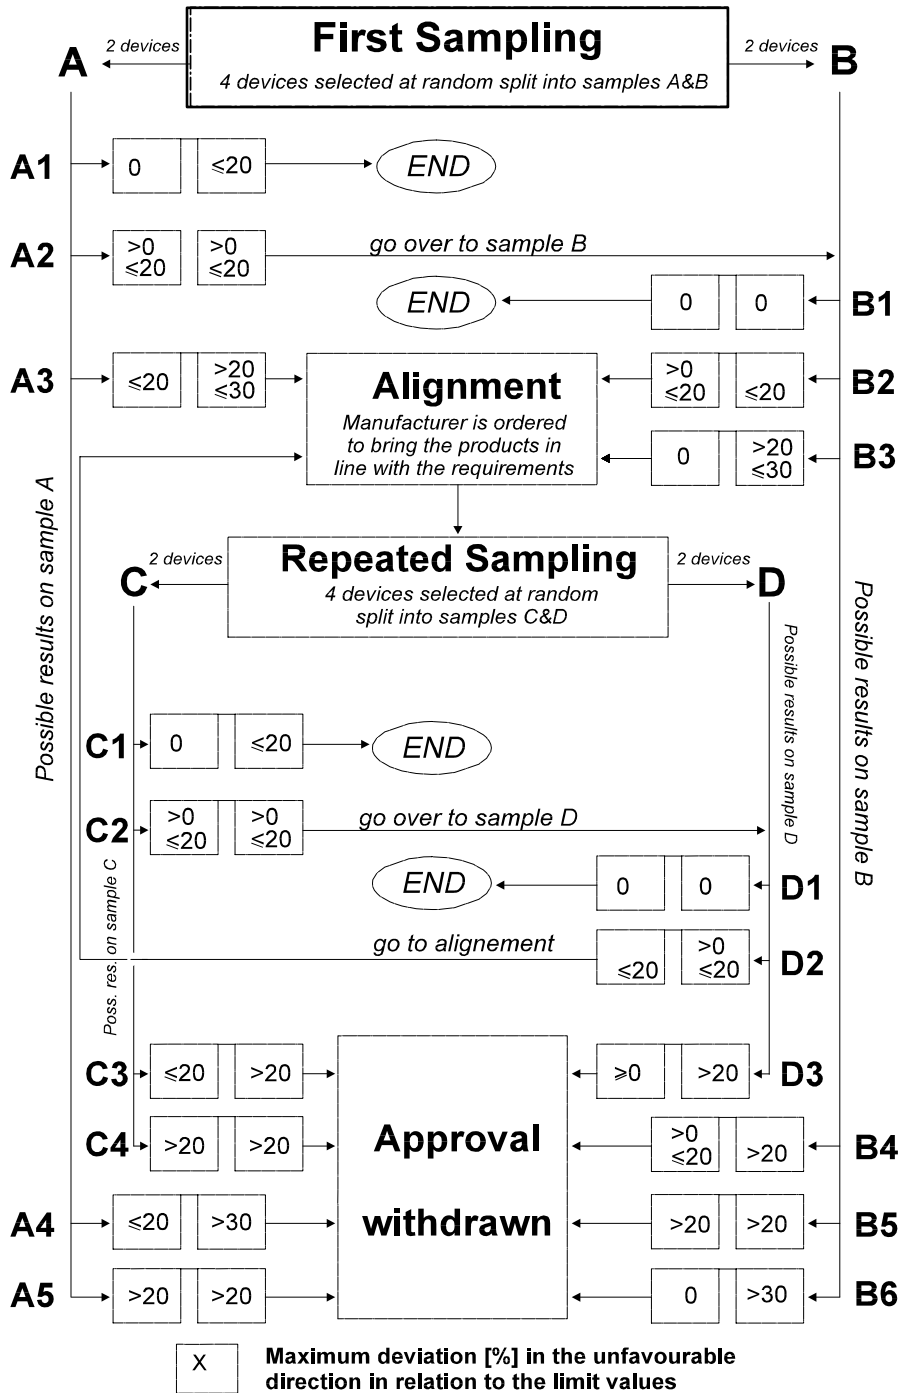 First Sampling
4 devices selected at random split into samples A&B
2 devices
2 devices
A
B
A1
0
≤20
END
A2
>0
≤20
>0
≤20
go over to sample B
END
0
0
B1
A3
≤20
>20
≤30
Alignment
Manufacturer is ordered
to bring the products in
line with the requirements
>0
≤20
≤20
B2
0
>20
≤30
B3
Possible results on sample A
Possible results on sample B
2 devices
2 devices
C
D
Repeated Sampling
4 devices selected at random
split into samples C&D
Possible results on sample D
C1
0
≤20
END
C2
>0
≤20
>0
≤20
go over to sample D
Poss. res. on sample C
END
0
0
D1
go to alignement
≤20
>0
≤20
D2
C3
≤20
>20
Approval
withdrawn
≥0
>20
D3
C4
>20
>20
>0
≤20
>20
B4
A4
≤20
>30
>20
>20
B5
A5
>20
>20
0
>30
B6
X
Maximum deviation [%] in the unfavourable
direction in relation to the limit values